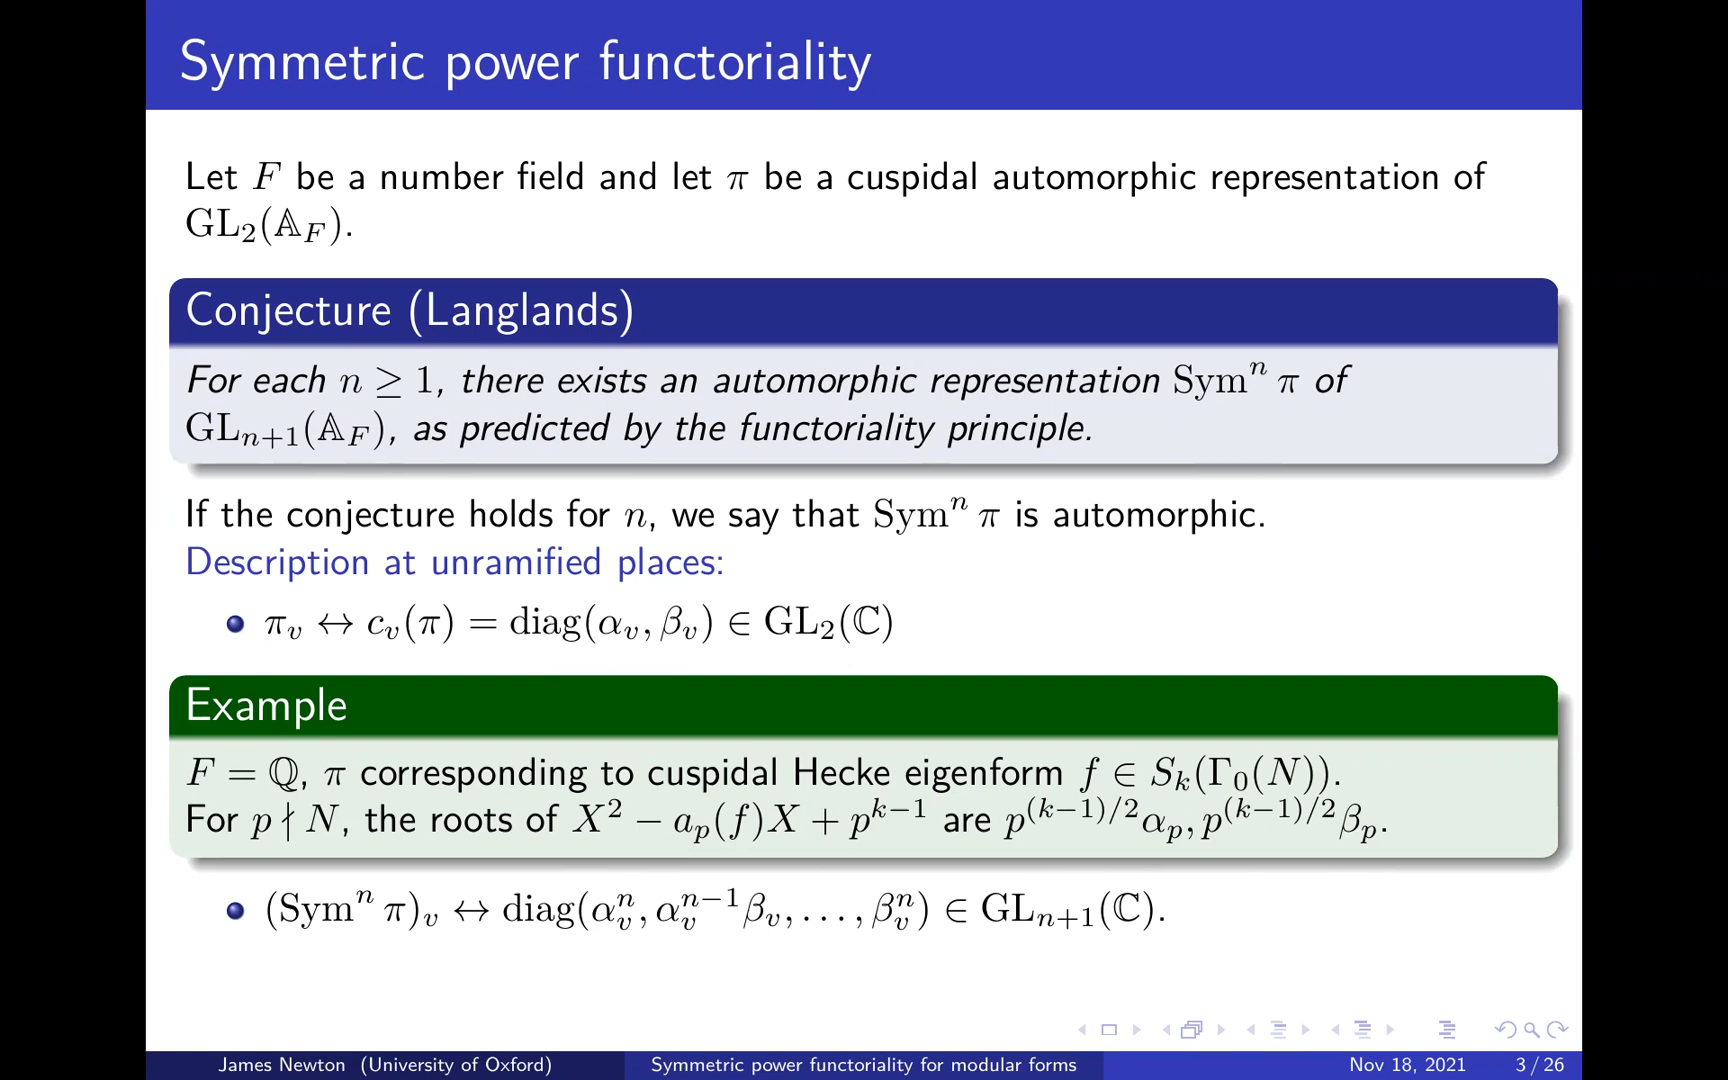 Symmetric power functoriality
Let F be a number field and let π be a cuspidal automorphic representation of
GL₂(𝔸_F).
Conjecture (Langlands)
For each n ≥ 1, there exists an automorphic representation Symⁿ π of
GL_{n+1}(𝔸_F), as predicted by the functoriality principle.
If the conjecture holds for n, we say that Symⁿ π is automorphic.
Description at unramified places:
• π_v ↔ c_v(π) = diag(α_v, β_v) ∈ GL₂(ℂ)
Example
F = ℚ, π corresponding to cuspidal Hecke eigenform f ∈ S_k(Γ₀(N)).
For p ∤ N, the roots of X² − a_p(f)X + p^{k−1} are p^{(k−1)/2}α_p, p^{(k−1)/2}β_p.
• (Symⁿ π)_v ↔ diag(α_v^n, α_v^{n−1}β_v, . . . , β_v^n) ∈ GL_{n+1}(ℂ).
James Newton (University of Oxford) Symmetric power functoriality for modular forms Nov 18, 2021 3 / 26